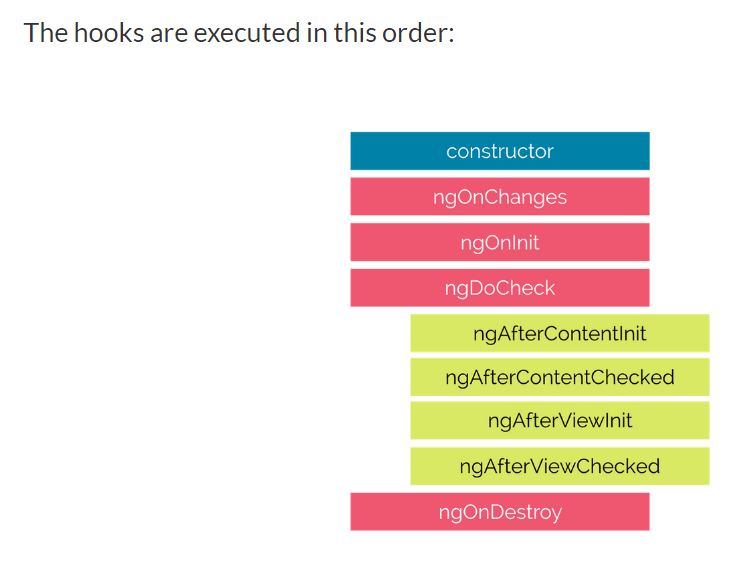 The hooks are executed in this order:
constructor
ngOnChanges
ngOnInit
ngDoCheck
ngAfterContentInit
ngAfterContentChecked
ngAfterViewInit
ngAfterViewChecked
ngOnDestroy